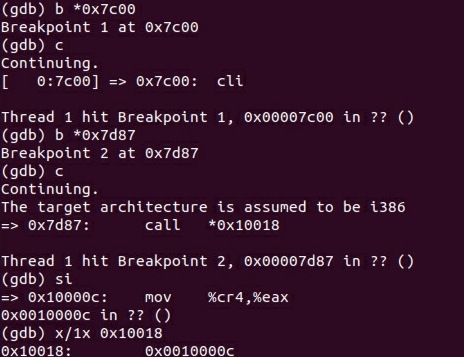 (gdb) b *0x7c00
Breakpoint 1 at 0x7c00
(gdb) c
Continuing.
[   0:7c00] => 0x7c00:  cli
Thread 1 hit Breakpoint 1, 0x00007c00 in ?? ()
(gdb) b *0x7d87
Breakpoint 2 at 0x7d87
(gdb) c
Continuing.
The target architecture is assumed to be i386
=> 0x7d87:      call   *0x10018
Thread 1 hit Breakpoint 2, 0x00007d87 in ?? ()
(gdb) si
=> 0x10000c:    mov    %cr4,%eax
0x0010000c in ?? ()
(gdb) x/1x 0x10018
0x10018:        0x0010000c